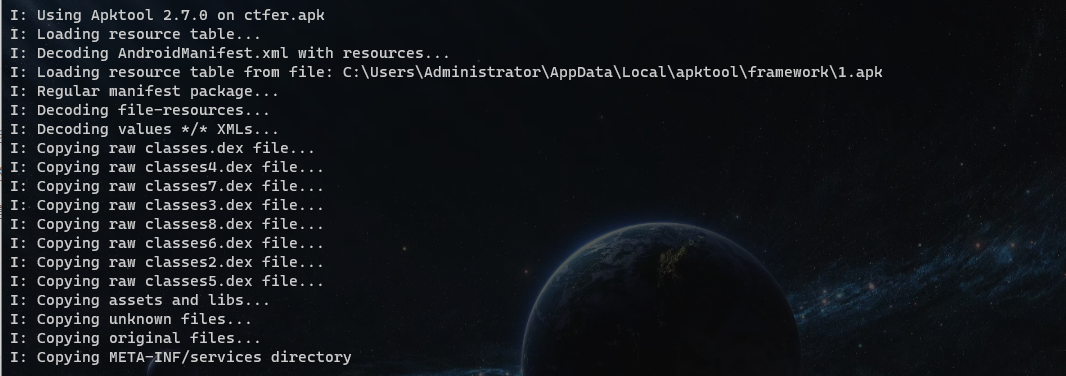 I: Using Apktool 2.7.0 on ctfer.apk
I: Loading resource table...
I: Decoding AndroidManifest.xml with resources...
I: Loading resource table from file: C:\Users\Administrator\AppData\Local\apktool\framework\1.apk
I: Regular manifest package...
I: Decoding file-resources...
I: Decoding values */* XMLs...
I: Copying raw classes.dex file...
I: Copying raw classes4.dex file...
I: Copying raw classes7.dex file...
I: Copying raw classes3.dex file...
I: Copying raw classes8.dex file...
I: Copying raw classes6.dex file...
I: Copying raw classes2.dex file...
I: Copying raw classes5.dex file...
I: Copying assets and libs...
I: Copying unknown files...
I: Copying original files...
I: Copying META-INF/services directory